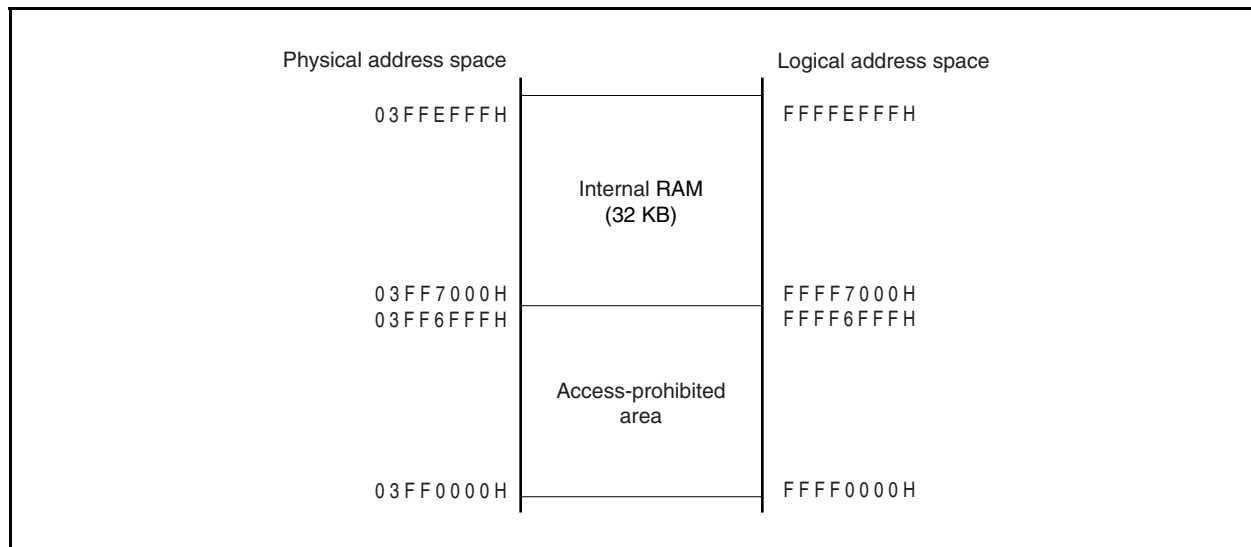 Physical address space
Logical address space
03FFEFFFH
FFFFEFFFH
Internal RAM
(32 KB)
03FF7000H
FFFF7000H
03FF6FFFH
FFFF6FFFH
Access-prohibited
area
03FF0000H
FFFF0000H